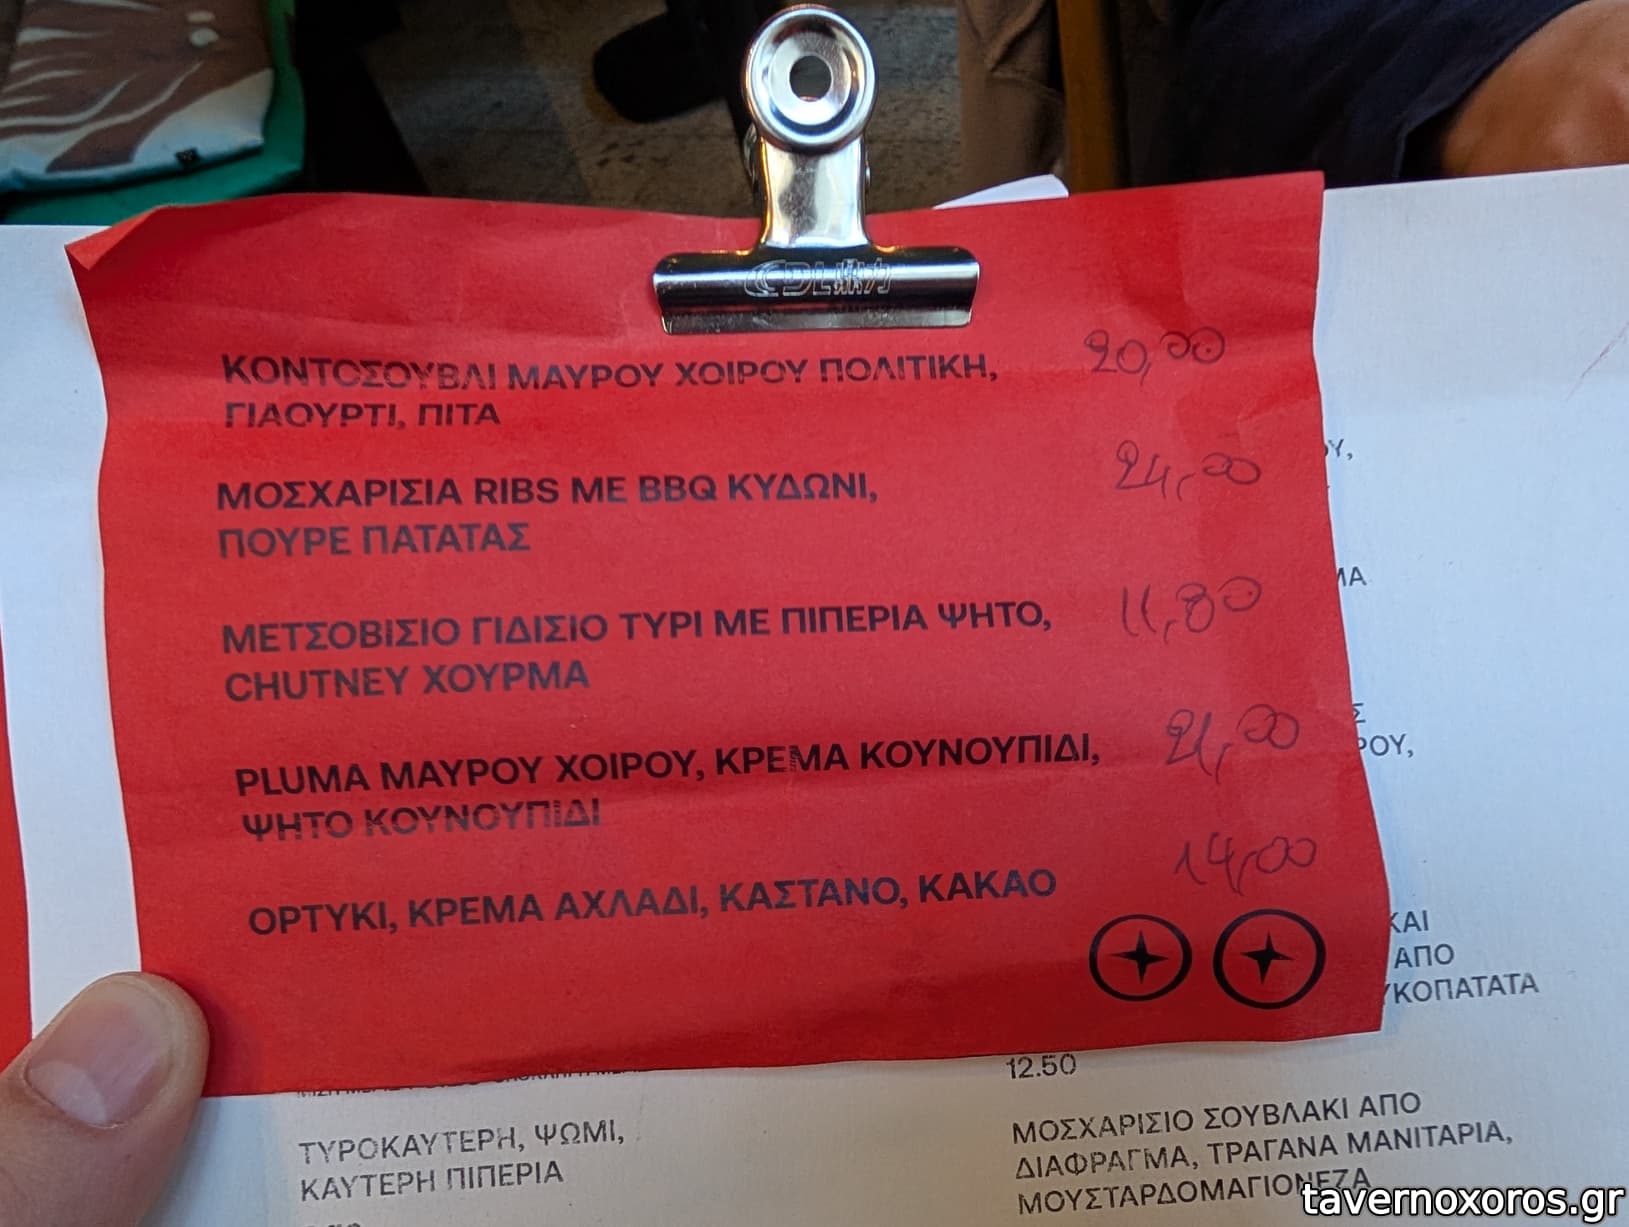 ΚΟΝΤΟΣΟΥΒΛΙ ΜΑΥΡΟΥ ΧΟΙΡΟΥ ΠΟΛΙΤΙΚΗ, 20,00
ΓΙΑΟΥΡΤΙ, ΠΙΤΑ
ΜΟΣΧΑΡΙΣΙΑ RIBS ΜΕ BBQ ΚΥΔΩΝΙ, 24,00
ΠΟΥΡΕ ΠΑΤΑΤΑΣ
ΜΕΤΣΟΒΙΣΙΟ ΓΙΔΙΣΙΟ ΤΥΡΙ ΜΕ ΠΙΠΕΡΙΑ ΨΗΤΟ, 11,80
CHUTNEY ΧΟΥΡΜΑ
PLUMA ΜΑΥΡΟΥ ΧΟΙΡΟΥ, ΚΡΕΜΑ ΚΟΥΝΟΥΠΙΔΙ, 21,00
ΨΗΤΟ ΚΟΥΝΟΥΠΙΔΙ
ΟΡΤΥΚΙ, ΚΡΕΜΑ ΑΧΛΑΔΙ, ΚΑΣΤΑΝΟ, ΚΑΚΑΟ 14,00
ΚΑΙ
ΑΠΟ
ΥΚΟΠΑΤΑΤΑ
12.50
ΤΥΡΟΚΑΥΤΕΡΗ, ΨΩΜΙ,
ΚΑΥΤΕΡΗ ΠΙΠΕΡΙΑ
ΜΟΣΧΑΡΙΣΙΟ ΣΟΥΒΛΑΚΙ ΑΠΟ
ΔΙΑΦΡΑΓΜΑ, ΤΡΑΓΑΝΑ ΜΑΝΙΤΑΡΙΑ,
ΜΟΥΣΤΑΡΔΟΜΑΓΙΟΝΕΖΑ
tavernoxoros.gr